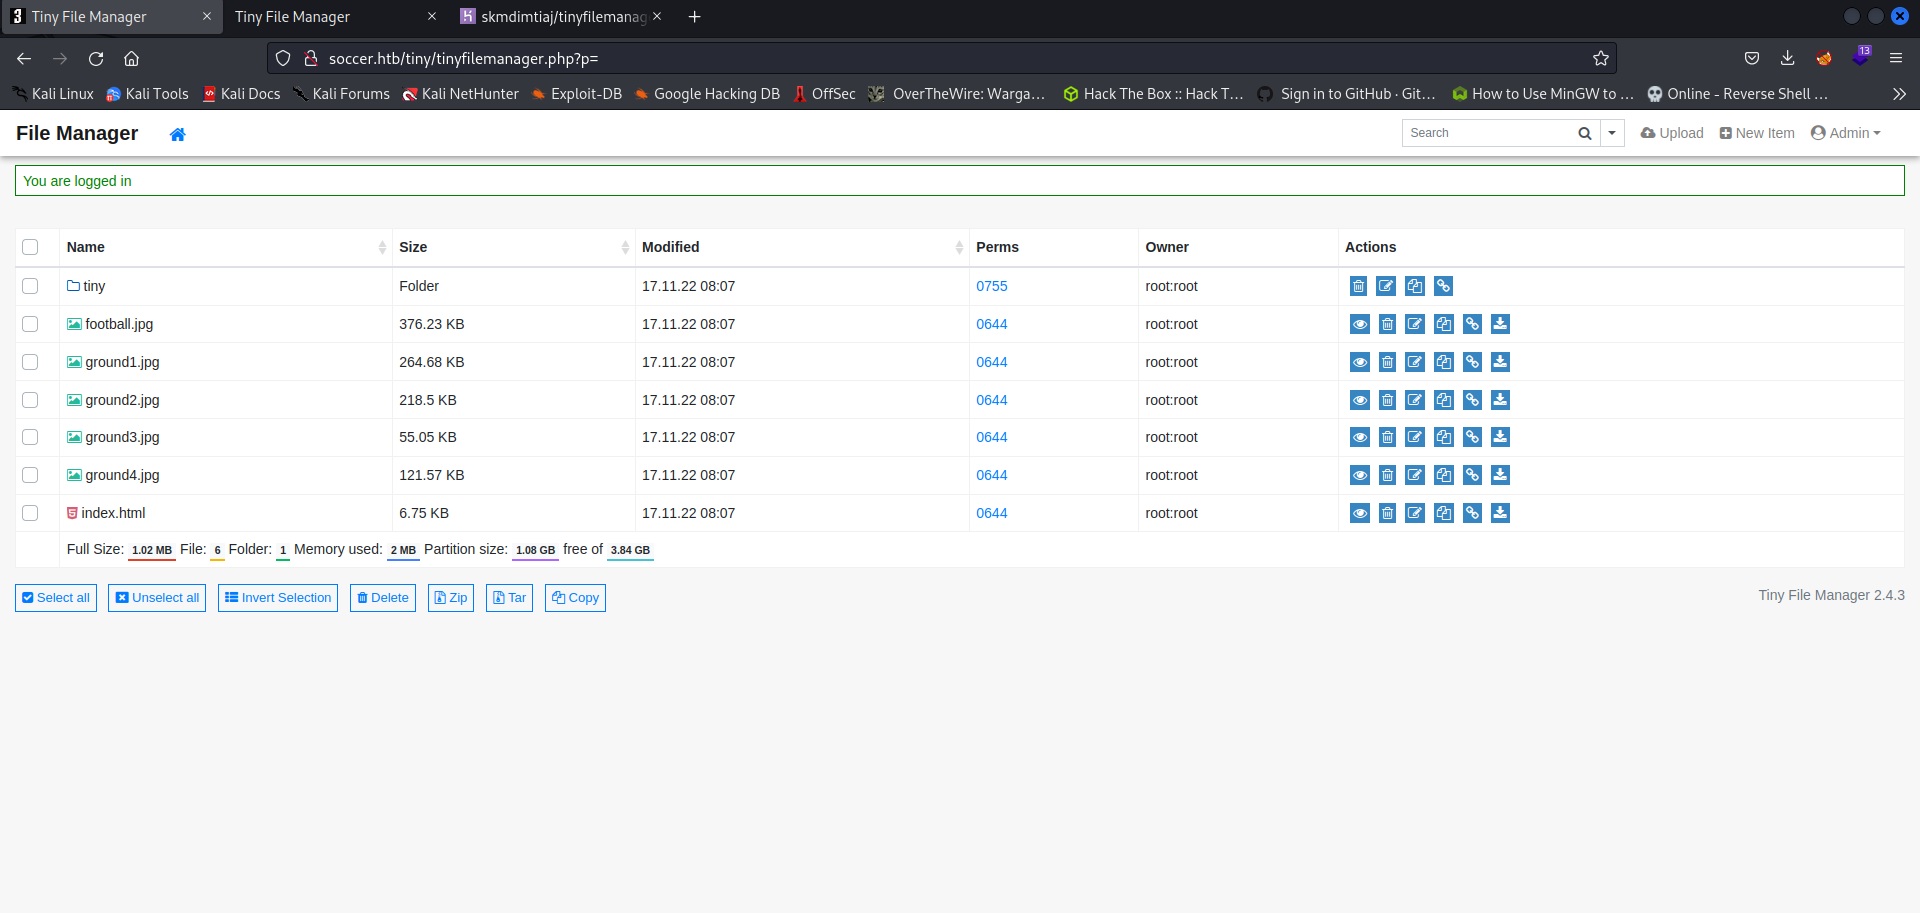 Tiny File Manager Tiny File Manager skmdimtiaj/tinyfilemanag
soccer.htb/tiny/tinyfilemanager.php?p= 13
Kali Linux Kali Tools Kali Docs Kali Forums Kali NetHunter Exploit-DB Google Hacking DB OffSec OverTheWire: Warga… Hack The Box :: Hack T… Sign in to GitHub · Git… How to Use MinGW to … Online - Reverse Shell …
File Manager Search Upload New Item Admin
You are logged in
Name Size Modified Perms Owner Actions
tiny Folder 17.11.22 08:07 0755 root:root
football.jpg 376.23 KB 17.11.22 08:07 0644 root:root
ground1.jpg 264.68 KB 17.11.22 08:07 0644 root:root
ground2.jpg 218.5 KB 17.11.22 08:07 0644 root:root
ground3.jpg 55.05 KB 17.11.22 08:07 0644 root:root
ground4.jpg 121.57 KB 17.11.22 08:07 0644 root:root
index.html 6.75 KB 17.11.22 08:07 0644 root:root
Full Size: 1.02 MB File: 6 Folder: 1 Memory used: 2 MB Partition size: 1.08 GB free of 3.84 GB
Select all Unselect all Invert Selection Delete Zip Tar Copy Tiny File Manager 2.4.3